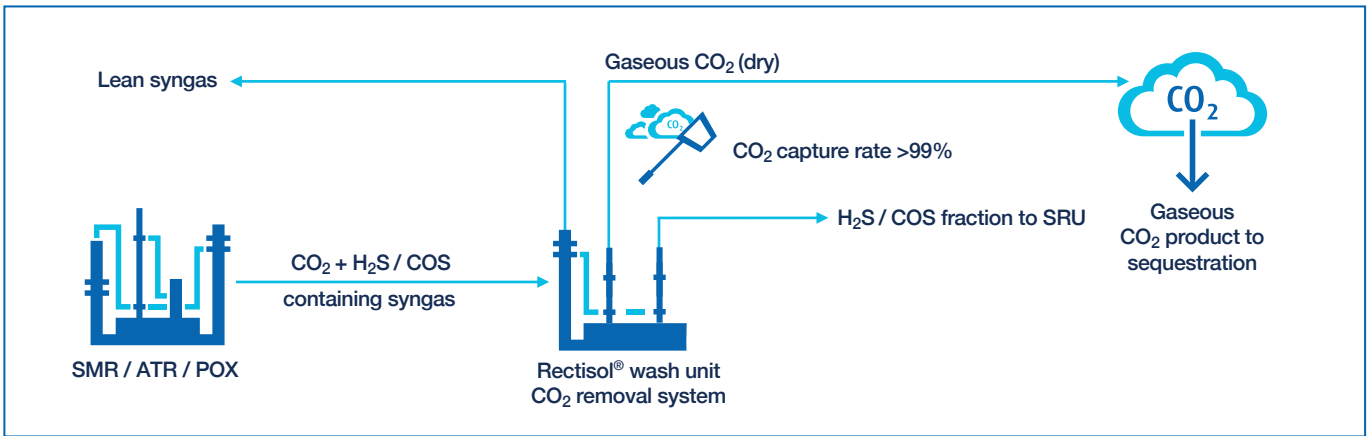 Lean syngas
Gaseous CO₂ (dry)
CO₂
CO₂
CO₂ capture rate >99%
H₂S / COS fraction to SRU
Gaseous
CO₂ product to
sequestration
CO₂ + H₂S / COS
containing syngas
SMR / ATR / POX
Rectisol® wash unit
CO₂ removal system